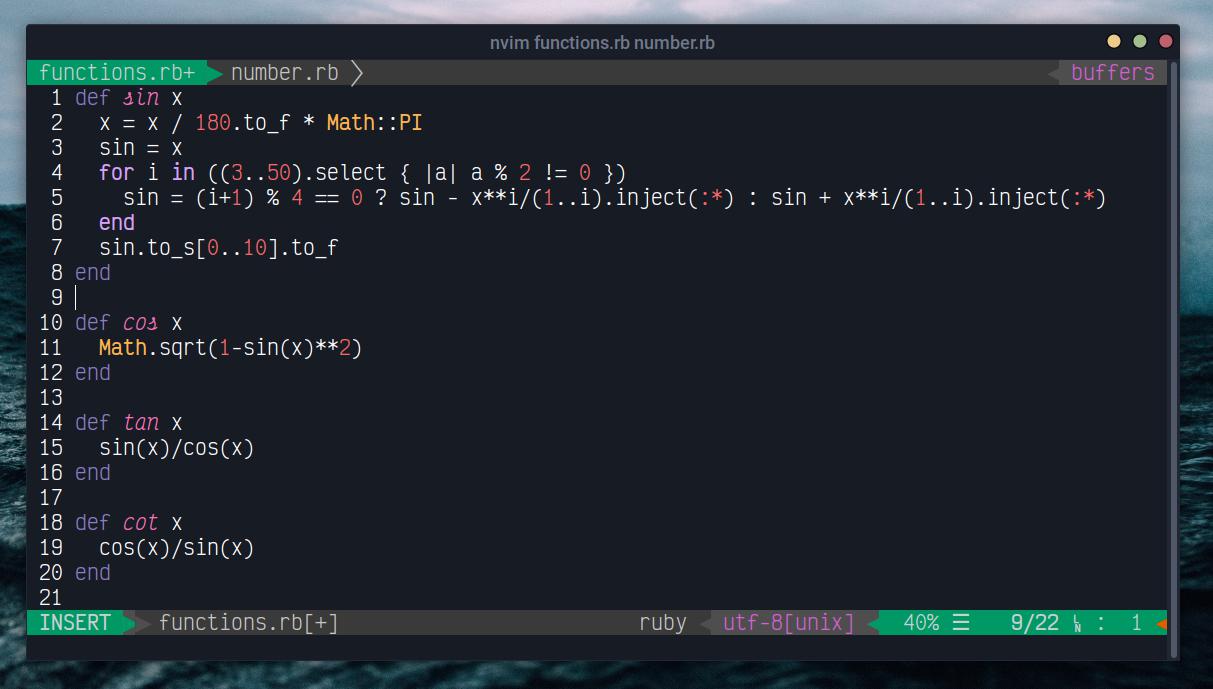 nvim functions.rb number.rb
functions.rb+ number.rb buffers
1 def sin x
2   x = x / 180.to_f * Math::PI
3   sin = x
4   for i in ((3..50).select { |a| a % 2 != 0 })
5     sin = (i+1) % 4 == 0 ? sin - x**i/(1..i).inject(:*) : sin + x**i/(1..i).inject(:*)
6   end
7   sin.to_s[0..10].to_f
8 end
9
10 def cos x
11   Math.sqrt(1-sin(x)**2)
12 end
13
14 def tan x
15   sin(x)/cos(x)
16 end
17
18 def cot x
19   cos(x)/sin(x)
20 end
21
INSERT functions.rb[+] ruby utf-8[unix] 40% ☰ 9/22 ␤ : 1